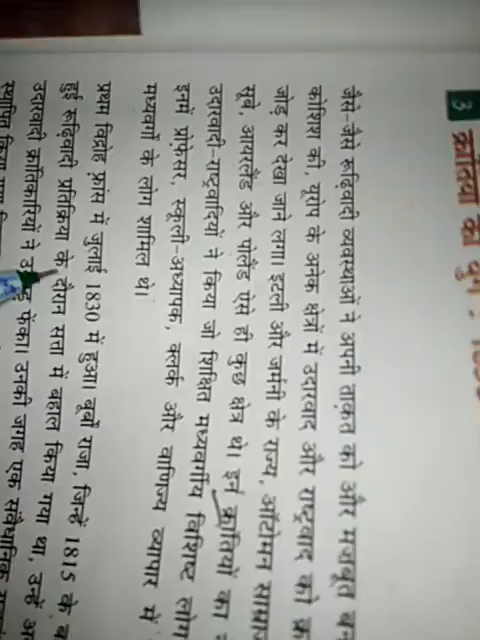 3 क्रांतियों का युग : 1830
जैसे-जैसे रूढ़िवादी व्यवस्थाओं ने अपनी ताक़त को और मज़बूत
कोशिश की, यूरोप के अनेक क्षेत्रों में उदारवाद और राष्ट्रवाद को
जोड़ कर देखा जाने लगा। इटली और जर्मनी के राज्य, ऑटोमन
सूबे, आयरलैंड और पोलैंड ऐसे ही कुछ क्षेत्र थे। इन क्रांतियों का
उदारवादी-राष्ट्रवादियों ने किया जो शिक्षित मध्यवर्गीय विशिष्ट
इनमें प्रोफ़ेसर, स्कूली-अध्यापक, क्लर्क और वाणिज्य व्यापार में
मध्यवर्गों के लोग शामिल थे।
प्रथम विद्रोह फ़्रांस में जुलाई 1830 में हुआ। बूर्बों राजा, जिन्हें 1815 के
हुई रूढ़िवादी प्रतिक्रिया के दौरान सत्ता में बहाल किया गया था, उन्हें
उदारवादी क्रांतिकारियों ने फेंका। उनकी जगह एक संवैधानिक